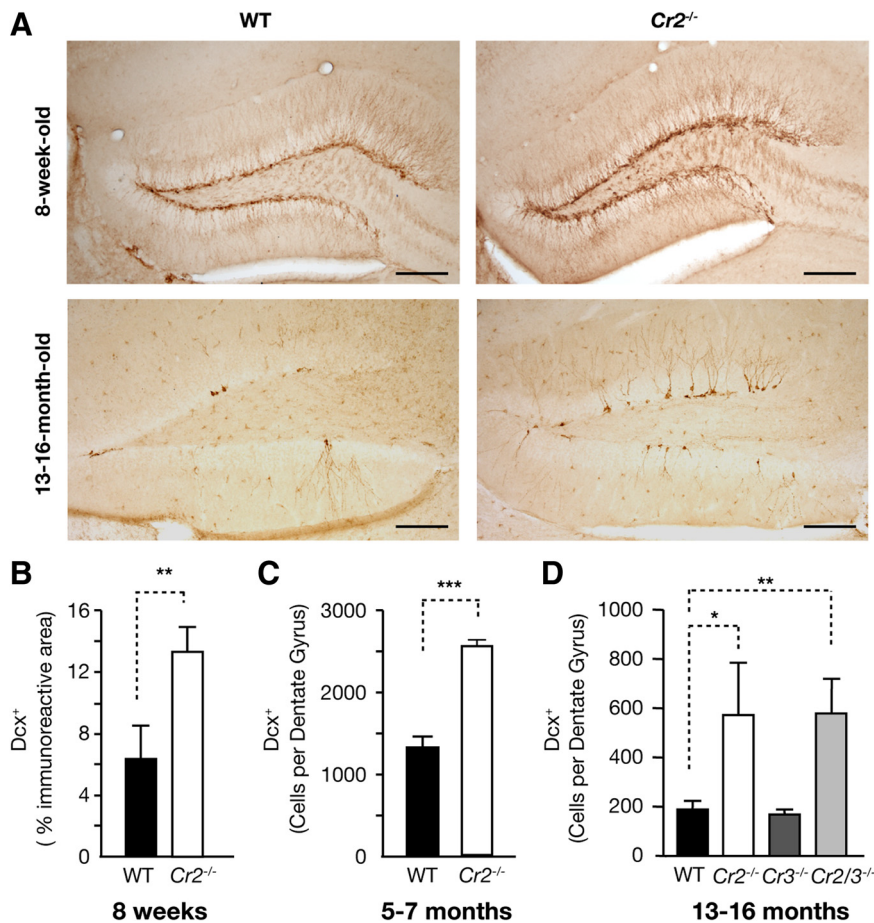 A
WT
Cr2-/-
8-week-old
13-16-month-old
B
**
Dcx+
( % immunoreactive area)
16
12
8
4
0
WT
Cr2-/-
8 weeks
C
***
Dcx+
(Cells per Dentate Gyrus)
3000
2000
1000
0
WT
Cr2-/-
5-7 months
D
**
*
Dcx+
(Cells per Dentate Gyrus)
1000
800
600
400
200
0
WT
Cr2-/-
Cr3-/-
Cr2/3-/-
13-16 months